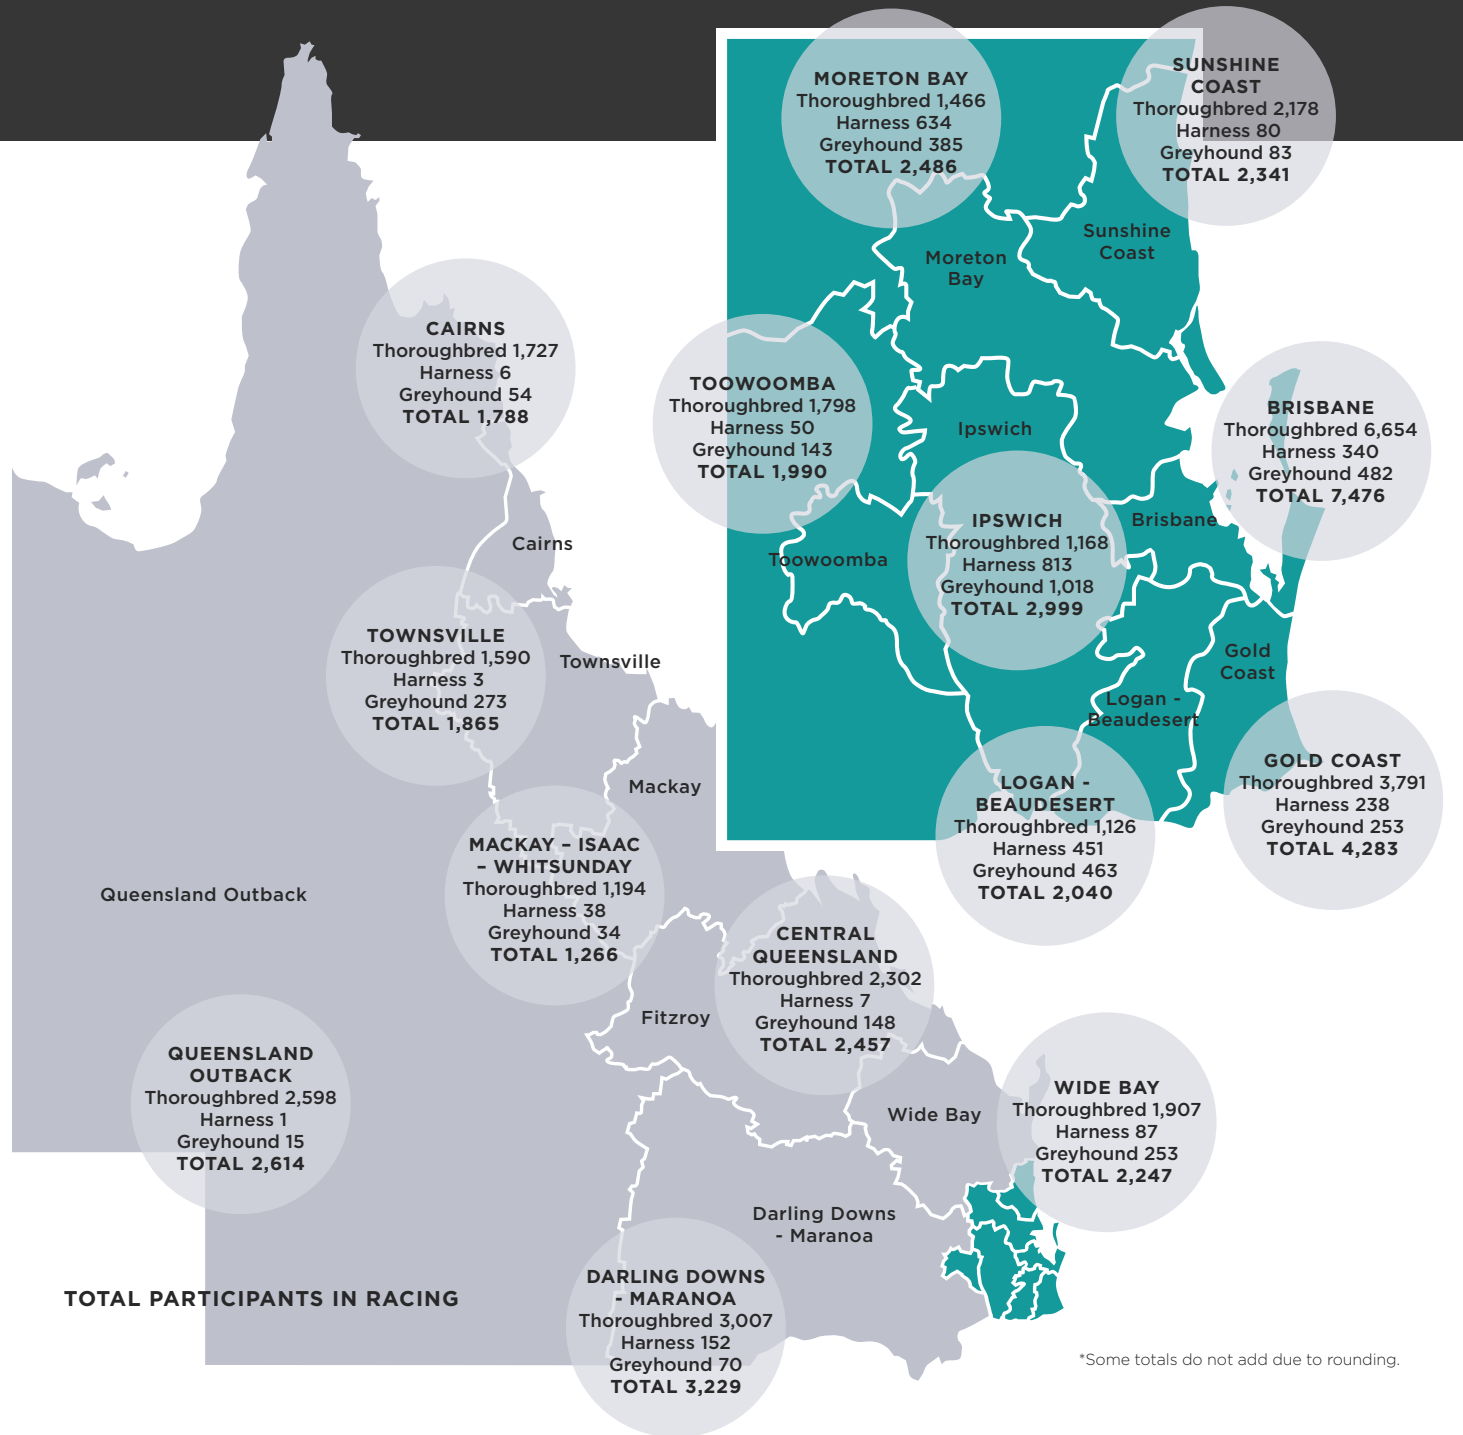 MORETON BAY
Thoroughbred 1,466
Harness 634
Greyhound 385
TOTAL 2,486
SUNSHINE
COAST
Thoroughbred 2,178
Harness 80
Greyhound 83
TOTAL 2,341
Sunshine
Coast
Moreton
Bay
CAIRNS
Thoroughbred 1,727
Harness 6
Greyhound 54
TOTAL 1,788
TOOWOOMBA
Thoroughbred 1,798
Harness 50
Greyhound 143
TOTAL 1,990
Ipswich
BRISBANE
Thoroughbred 6,654
Harness 340
Greyhound 482
TOTAL 7,476
IPSWICH
Thoroughbred 1,168
Harness 813
Greyhound 1,018
TOTAL 2,999
Brisbane
Cairns
Toowoomba
TOWNSVILLE
Thoroughbred 1,590
Harness 3
Greyhound 273
TOTAL 1,865
Townsville
Gold
Coast
Logan -
Beaudesert
Mackay
LOGAN -
BEAUDESERT
Thoroughbred 1,126
Harness 451
Greyhound 463
TOTAL 2,040
GOLD COAST
Thoroughbred 3,791
Harness 238
Greyhound 253
TOTAL 4,283
MACKAY – ISAAC
– WHITSUNDAY
Thoroughbred 1,194
Harness 38
Greyhound 34
TOTAL 1,266
Queensland Outback
CENTRAL
QUEENSLAND
Thoroughbred 2,302
Harness 7
Greyhound 148
TOTAL 2,457
Fitzroy
QUEENSLAND
OUTBACK
Thoroughbred 2,598
Harness 1
Greyhound 15
TOTAL 2,614
Wide Bay
WIDE BAY
Thoroughbred 1,907
Harness 87
Greyhound 253
TOTAL 2,247
Darling Downs
- Maranoa
DARLING DOWNS
- MARANOA
Thoroughbred 3,007
Harness 152
Greyhound 70
TOTAL 3,229
TOTAL PARTICIPANTS IN RACING
*Some totals do not add due to rounding.